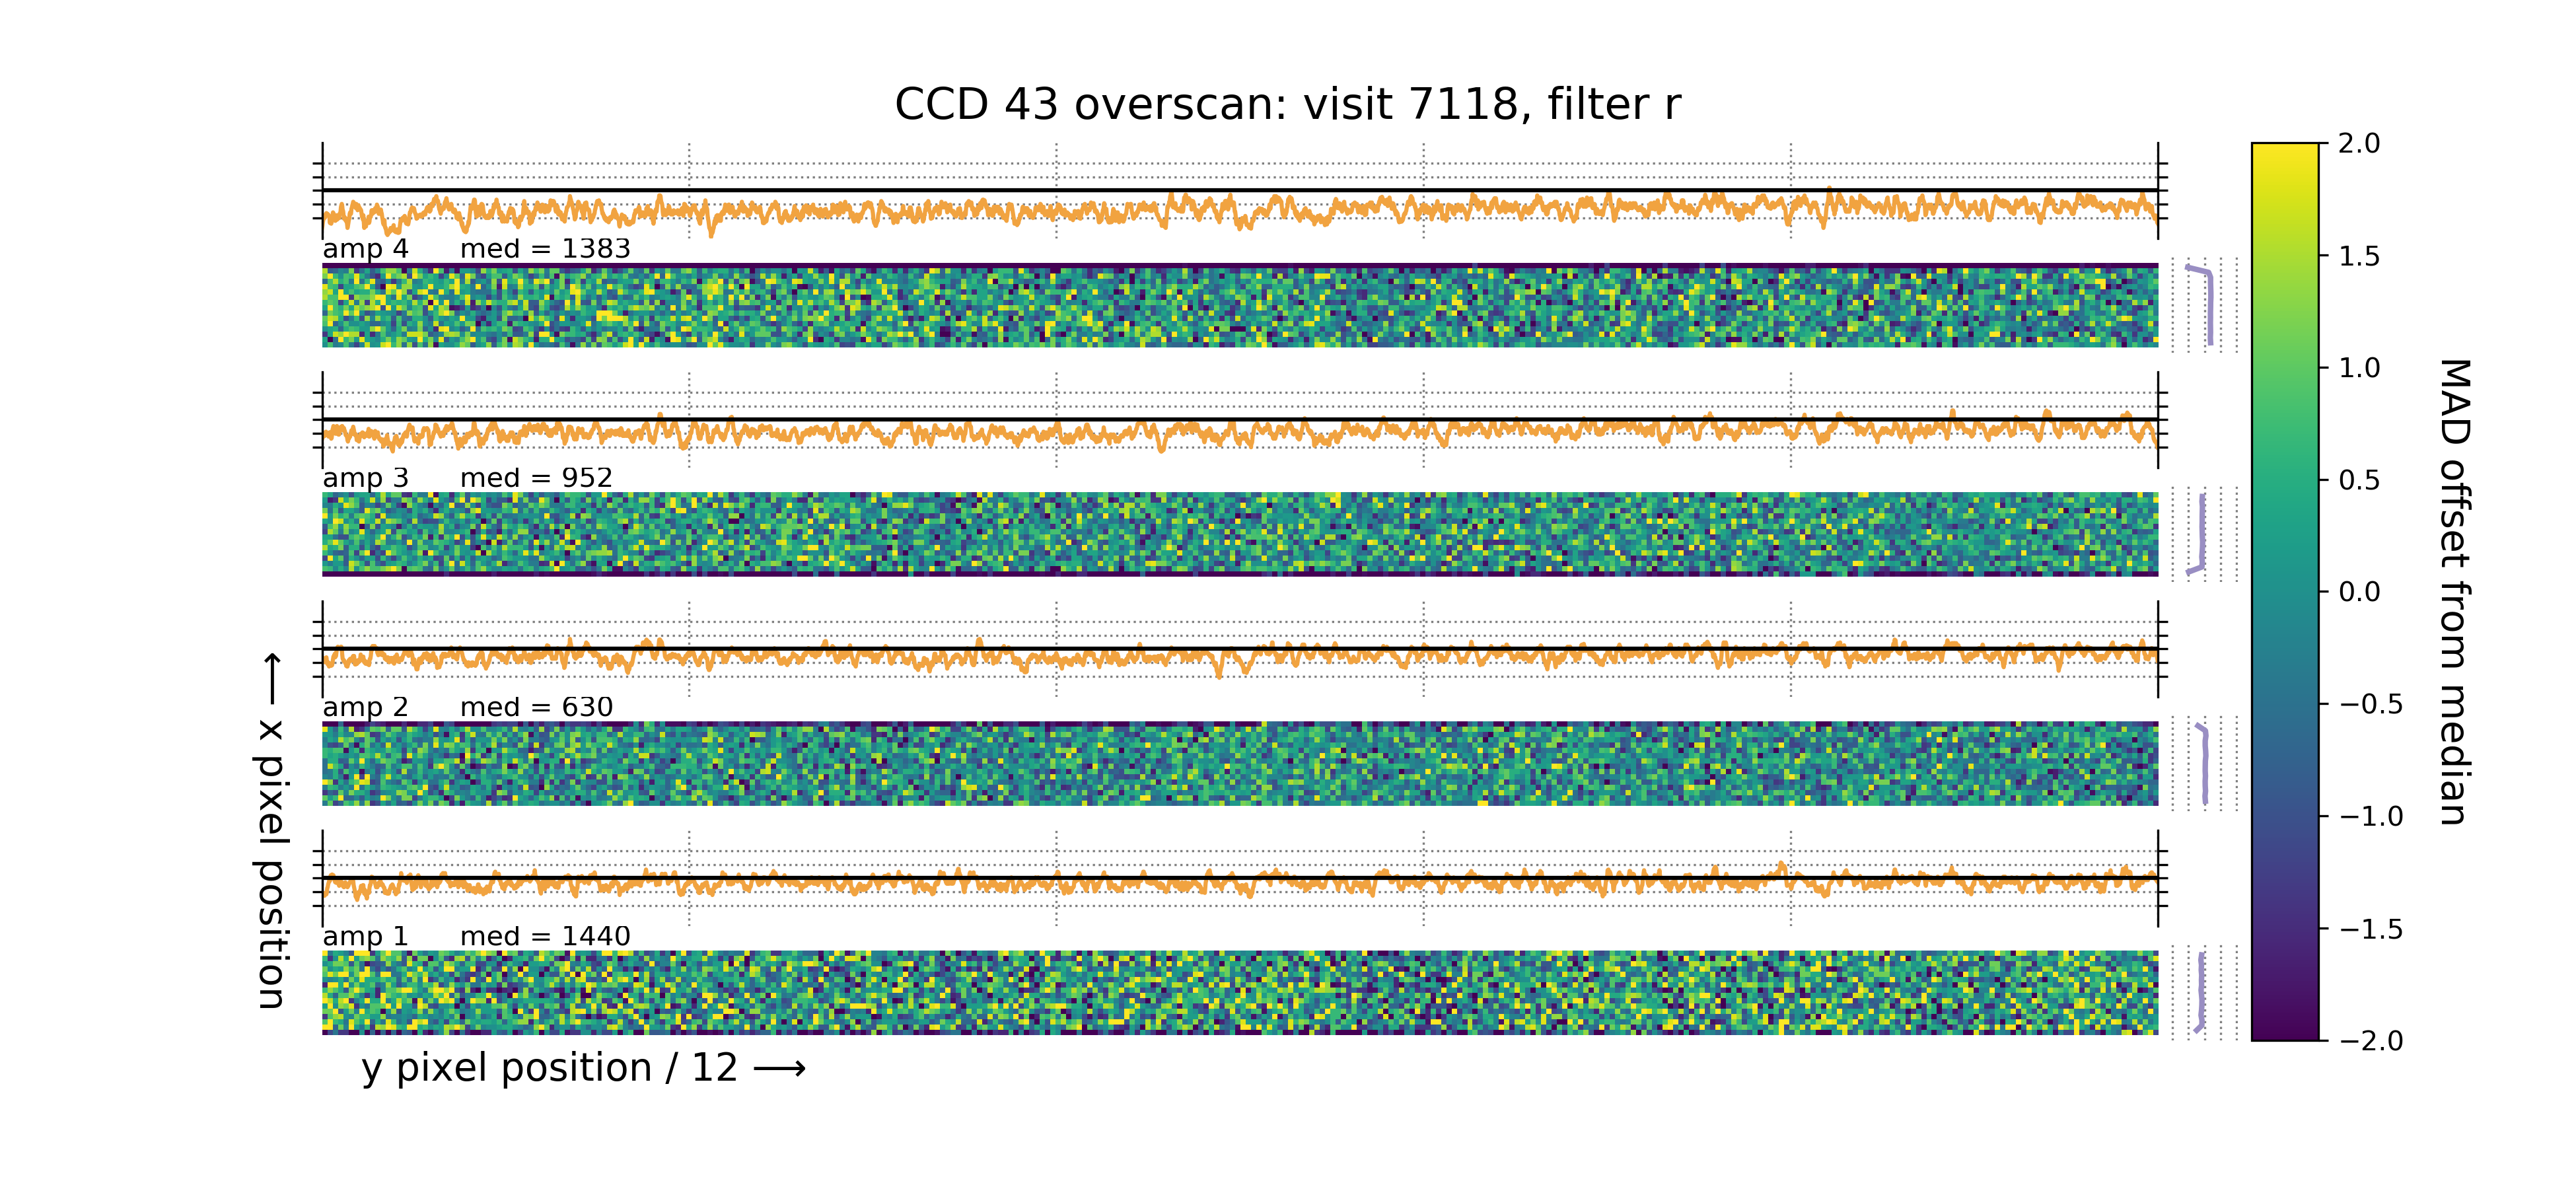 CCD 43 overscan: visit 7118, filter r
amp 4 med = 1383
amp 3 med = 952
amp 2 med = 630
amp 1 med = 1440
⟵ x pixel position
y pixel position / 12 ⟶
2.0
1.5
1.0
0.5
0.0
−0.5
−1.0
−1.5
−2.0
MAD offset from median